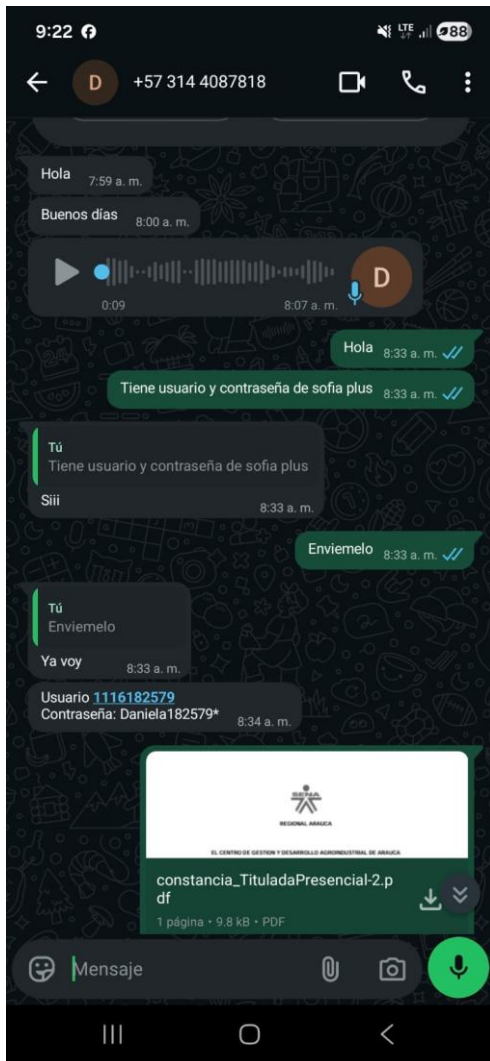 9:22
LTE
88
D
+57 314 4087818
Hola 7:59 a. m.
Buenos días 8:00 a. m.
D
0:09 8:07 a. m.
Hola 8:33 a. m.
Tiene usuario y contraseña de sofia plus 8:33 a. m.
Tú
Tiene usuario y contraseña de sofia plus
Siii 8:33 a. m.
Enviemelo 8:33 a. m.
Tú
Enviemelo
Ya voy 8:33 a. m.
Usuario 1116182579
Contraseña: Daniela182579* 8:34 a. m.
SENA
REGIONAL ARAUCA
EL CENTRO DE GESTION Y DESARROLLO AGROINDUSTRIAL DE ARAUCA
constancia_TituladaPresencial-2.p
df
1 página • 9.8 kB • PDF
Mensaje